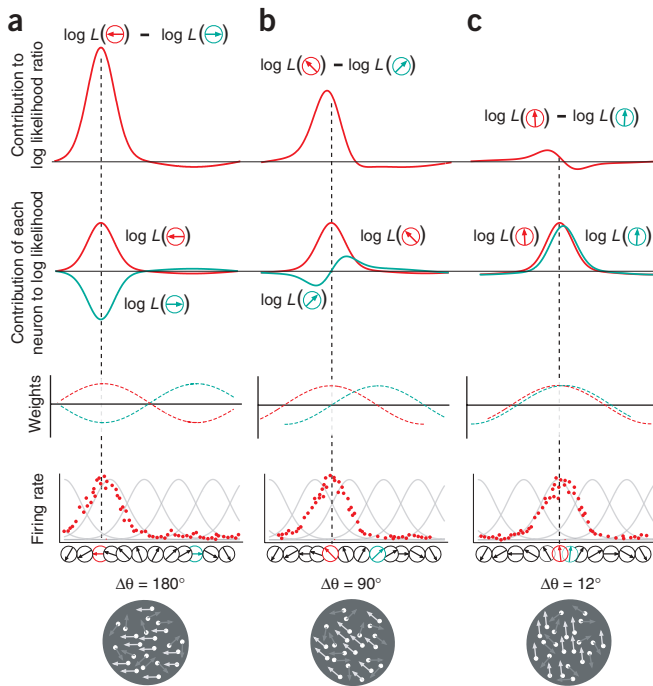 a
b
c
Contribution to
log likelihood ratio
log L(←) – log L(→)
log L(↖) – log L(↗)
log L(↑) – log L(↑)
Contribution of each
neuron to log likelihood
log L(←)
log L(→)
log L(↖)
log L(↗)
log L(↑)
log L(↑)
Weights
Firing rate
Δθ = 180°
Δθ = 90°
Δθ = 12°